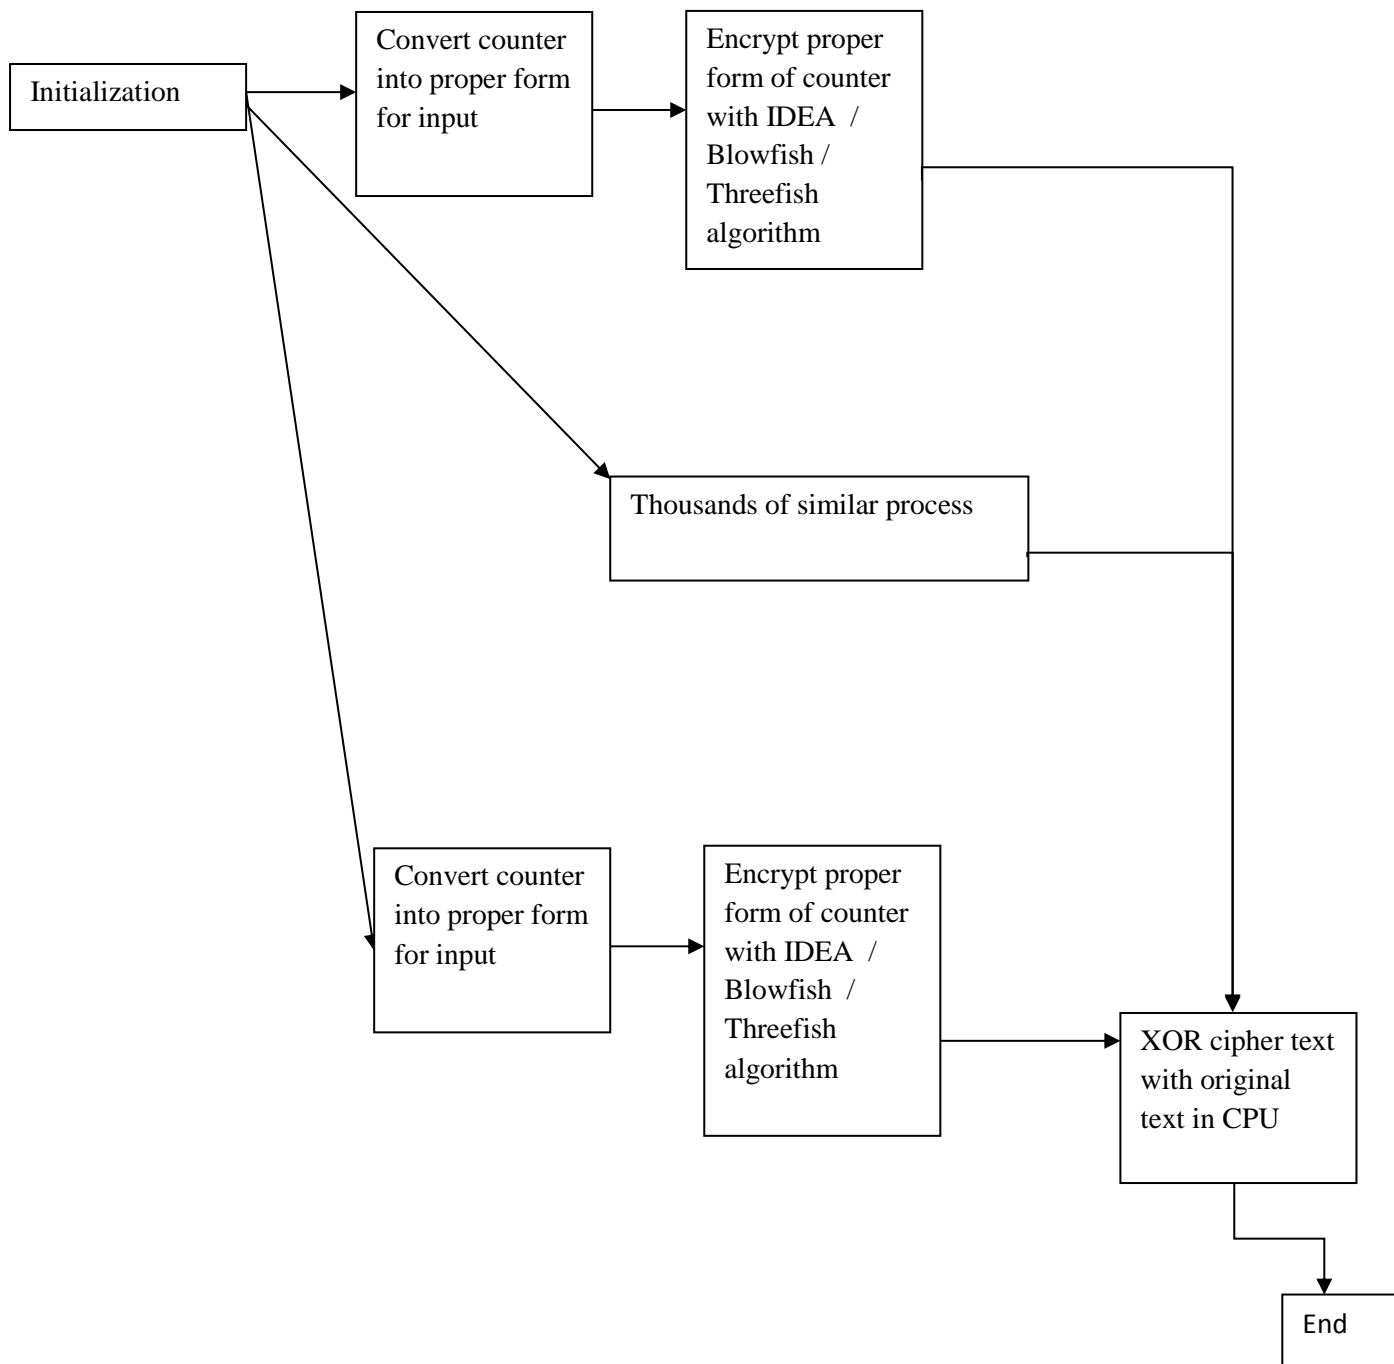 Initialization
Convert counter
into proper form
for input
Encrypt proper
form of counter
with IDEA  /
Blowfish /
Threefish
algorithm
Thousands of similar process
Convert counter
into proper form
for input
Encrypt proper
form of counter
with IDEA  /
Blowfish  /
Threefish
algorithm
XOR cipher text
with original
text in CPU
End